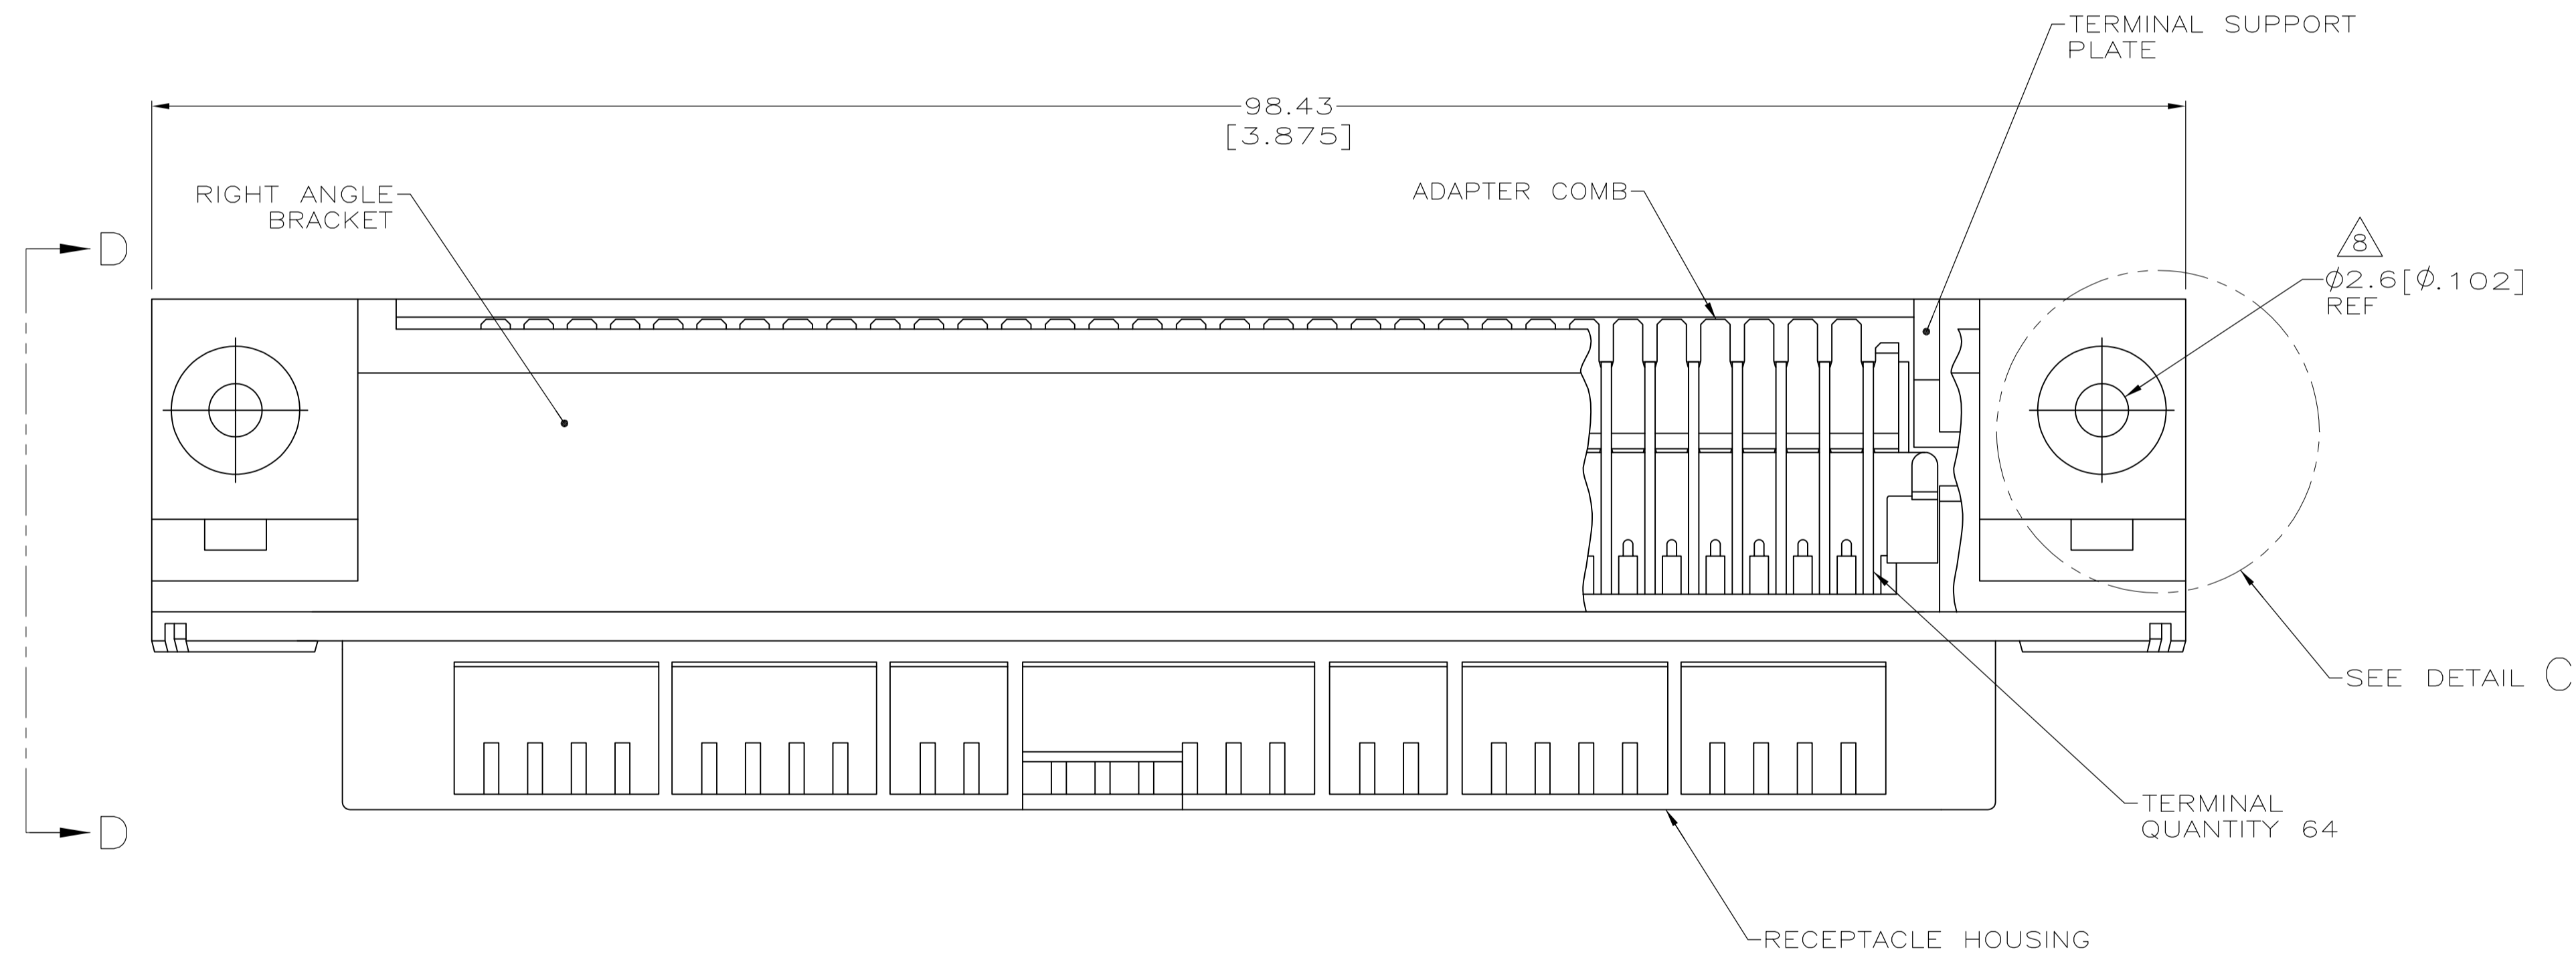 TERMINAL SUPPORT
PLATE
98.43
[3.875]
RIGHT ANGLE
BRACKET
ADAPTER COMB
D
8
Ø2.6[Ø.102]
REF
SEE DETAIL C
D
TERMINAL
QUANTITY 64
RECEPTACLE HOUSING